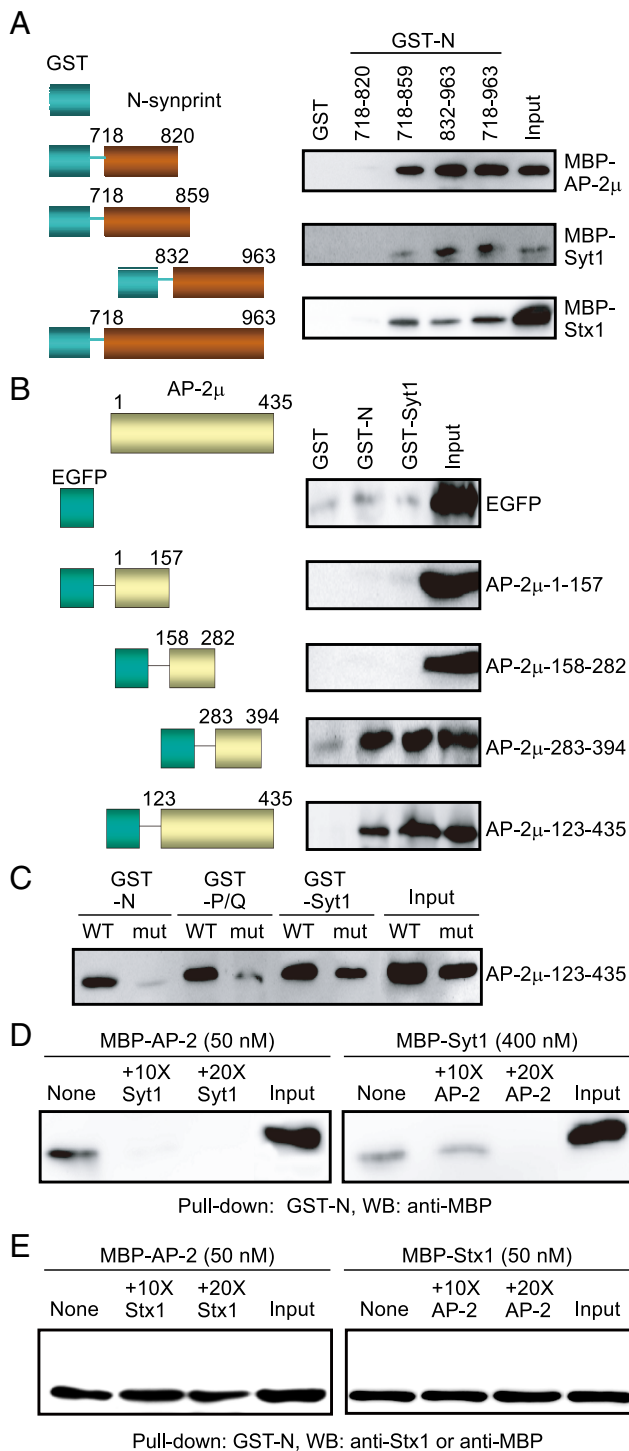 A
GST
N-synprint
718 820
718 859
832 963
718 963
GST-N
GST
718-820
718-859
832-963
718-963
Input
MBP-
AP-2μ
MBP-
Syt1
MBP-
Stx1
B
AP-2μ
1 435
EGFP
1 157
158 282
283 394
123 435
GST
GST-N
GST-Syt1
Input
EGFP
AP-2μ-1-157
AP-2μ-158-282
AP-2μ-283-394
AP-2μ-123-435
C
GST GST GST
-N -P/Q -Syt1 Input
WT mut WT mut WT mut WT mut
AP-2μ-123-435
D
MBP-AP-2 (50 nM) MBP-Syt1 (400 nM)
+10X +20X +10X +20X
None Syt1 Syt1 Input None AP-2 AP-2 Input
Pull-down: GST-N, WB: anti-MBP
E
MBP-AP-2 (50 nM) MBP-Stx1 (50 nM)
+10X +20X +10X +20X
None Stx1 Stx1 Input None AP-2 AP-2 Input
Pull-down: GST-N, WB: anti-Stx1 or anti-MBP